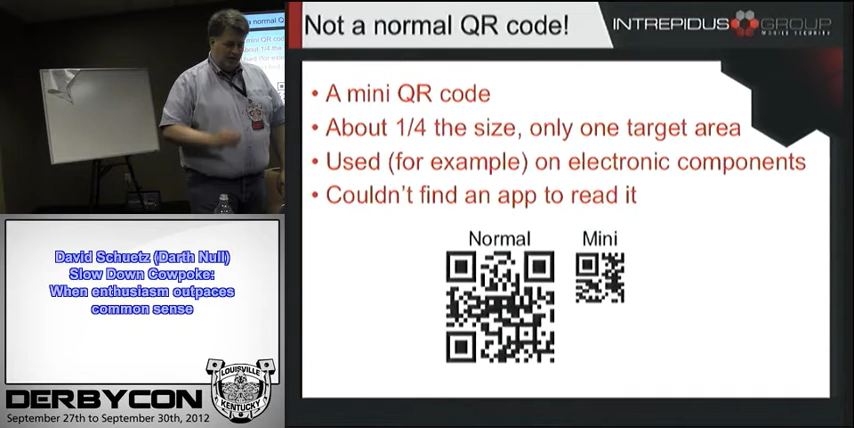 Not a normal QR code!
INTREPIDUS GROUP
MOBILE SECURITY
• A mini QR code
• About 1/4 the size, only one target area
• Used (for example) on electronic components
• Couldn't find an app to read it
Normal
Mini
David Schuetz (Darth Null)
Slow Down Cowpoke:
When enthusiasm outpaces
common sense
LOUISVILLE
KENTUCKY
DERBYCON
September 27th to September 30th, 2012